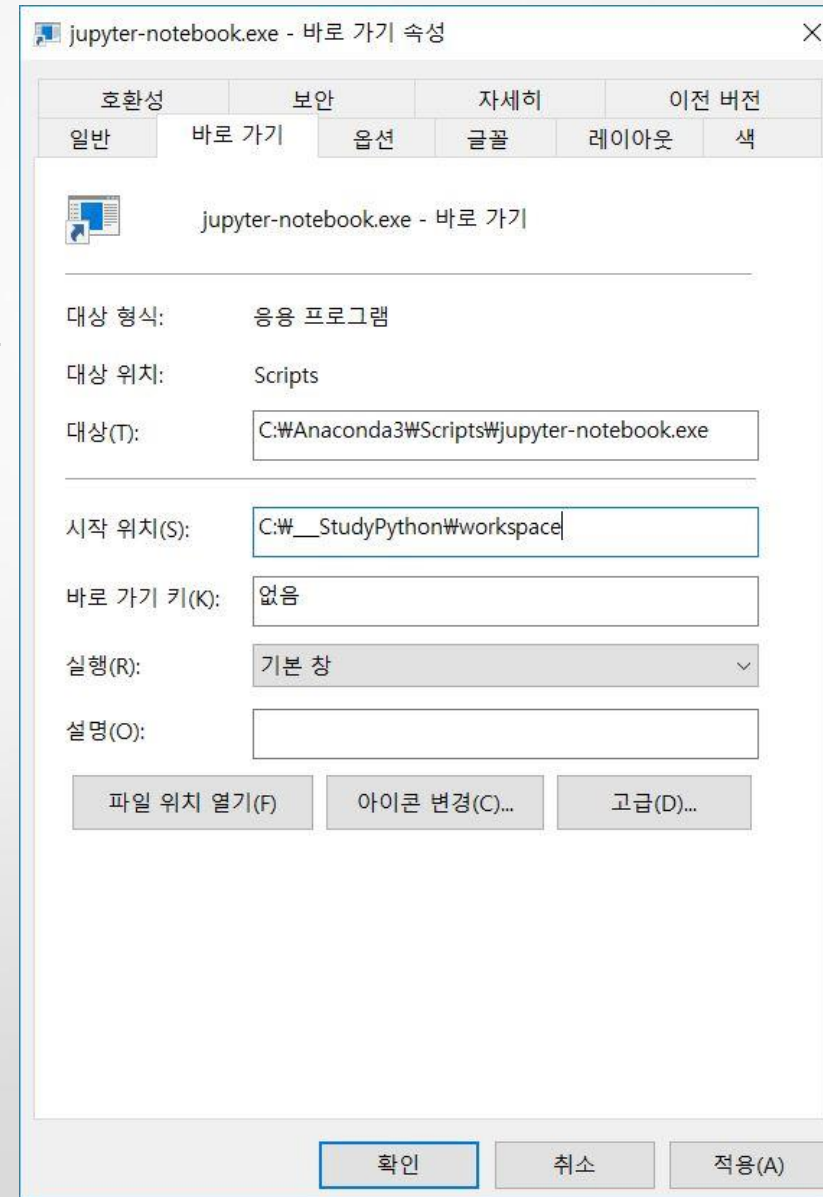 jupyter-notebook.exe - 바로 가기 속성
호환성 보안 자세히 이전 버전
일반 바로 가기 옵션 글꼴 레이아웃 색
jupyter-notebook.exe - 바로 가기
대상 형식: 응용 프로그램
대상 위치: Scripts
대상(T): C:₩Anaconda3₩Scripts₩jupyter-notebook.exe
시작 위치(S): C:₩__StudyPython₩workspace
바로 가기 키(K): 없음
실행(R): 기본 창
설명(O):
파일 위치 열기(F) 아이콘 변경(C)... 고급(D)...
확인 취소 적용(A)